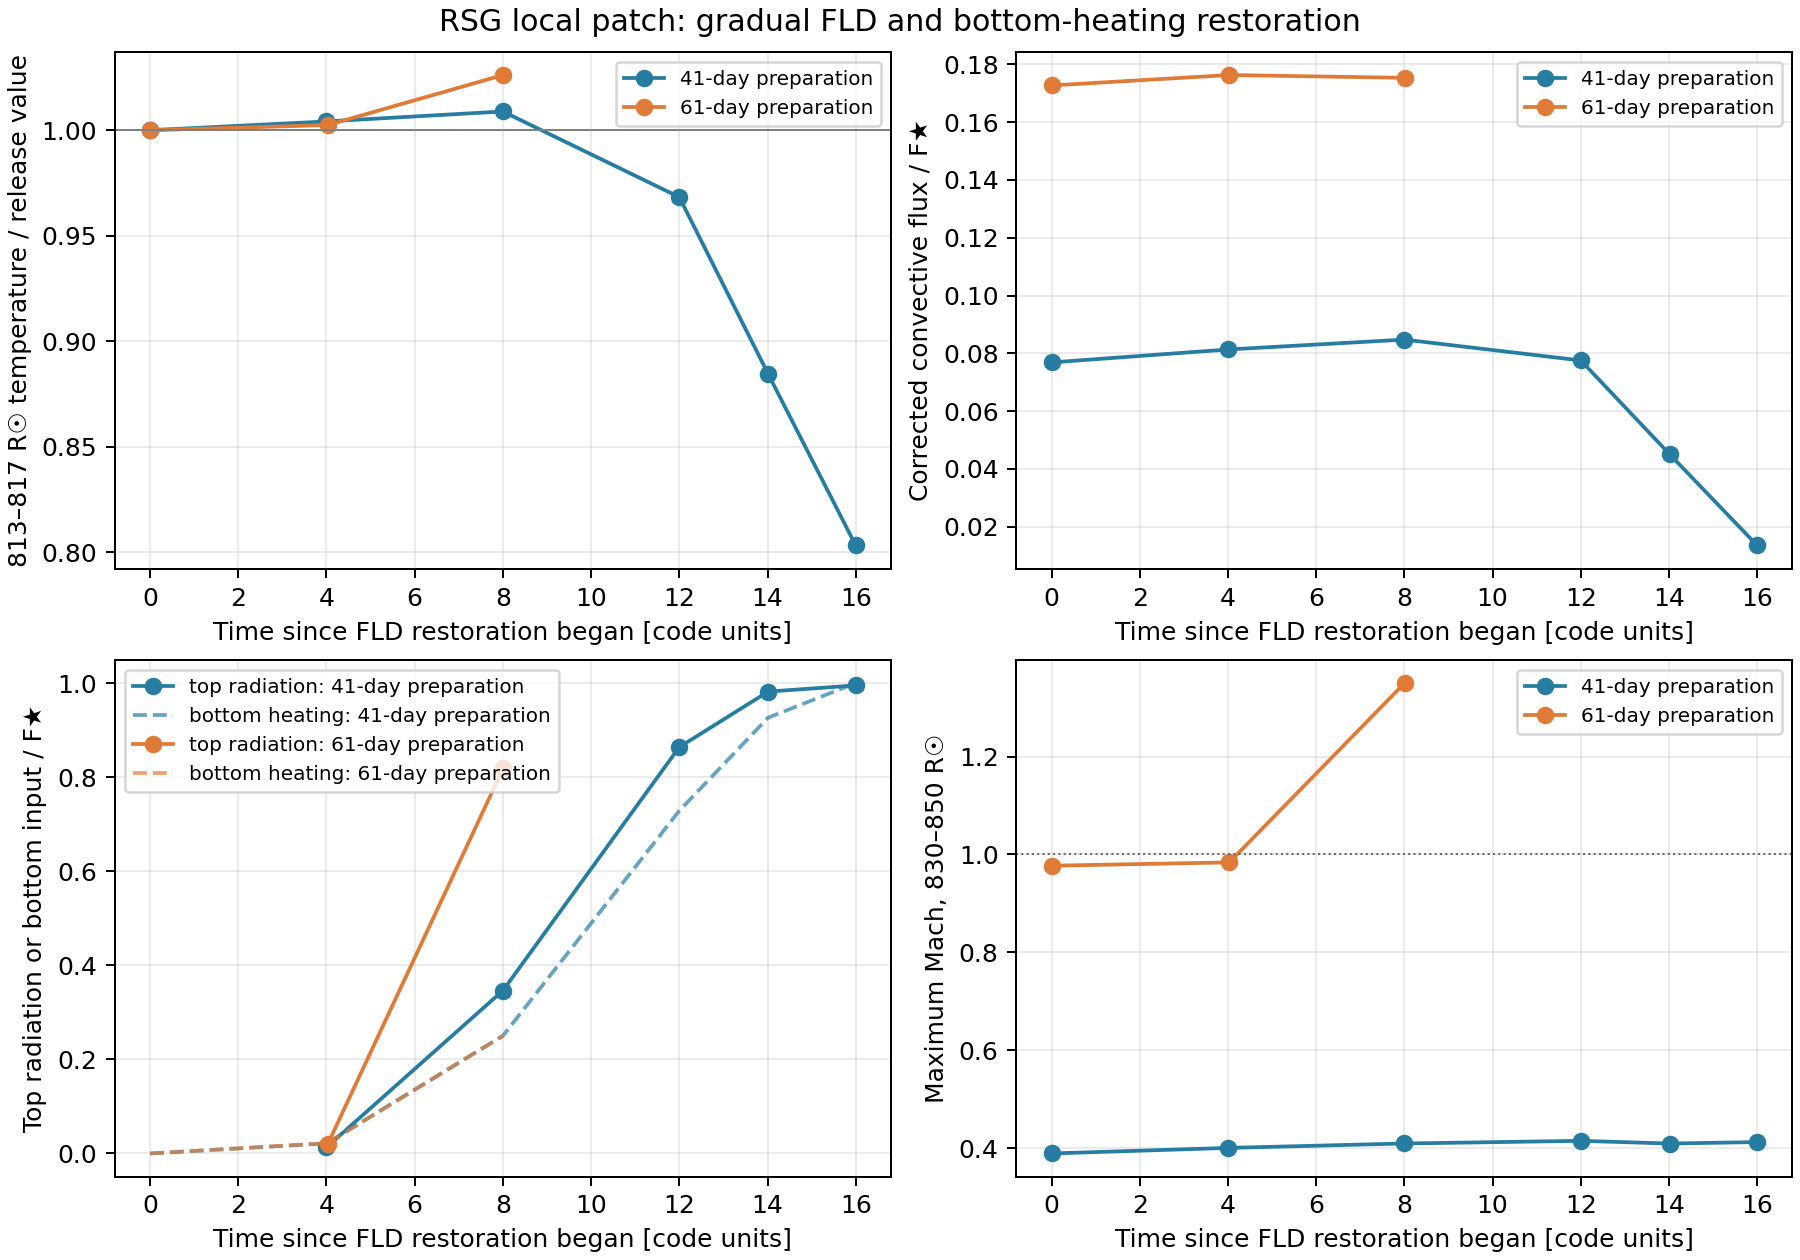 RSG local patch: gradual FLD and bottom-heating restoration
813–817 R☉ temperature / release value
1.00
0.95
0.90
0.85
0.80
41-day preparation
61-day preparation
0 2 4 6 8 10 12 14 16
Time since FLD restoration began [code units]
Corrected convective flux / F★
0.18
0.16
0.14
0.12
0.10
0.08
0.06
0.04
0.02
41-day preparation
61-day preparation
0 2 4 6 8 10 12 14 16
Time since FLD restoration began [code units]
Top radiation or bottom input / F★
1.0
0.8
0.6
0.4
0.2
0.0
top radiation: 41-day preparation
bottom heating: 41-day preparation
top radiation: 61-day preparation
bottom heating: 61-day preparation
0 2 4 6 8 10 12 14 16
Time since FLD restoration began [code units]
Maximum Mach, 830–850 R☉
1.2
1.0
0.8
0.6
0.4
41-day preparation
61-day preparation
0 2 4 6 8 10 12 14 16
Time since FLD restoration began [code units]